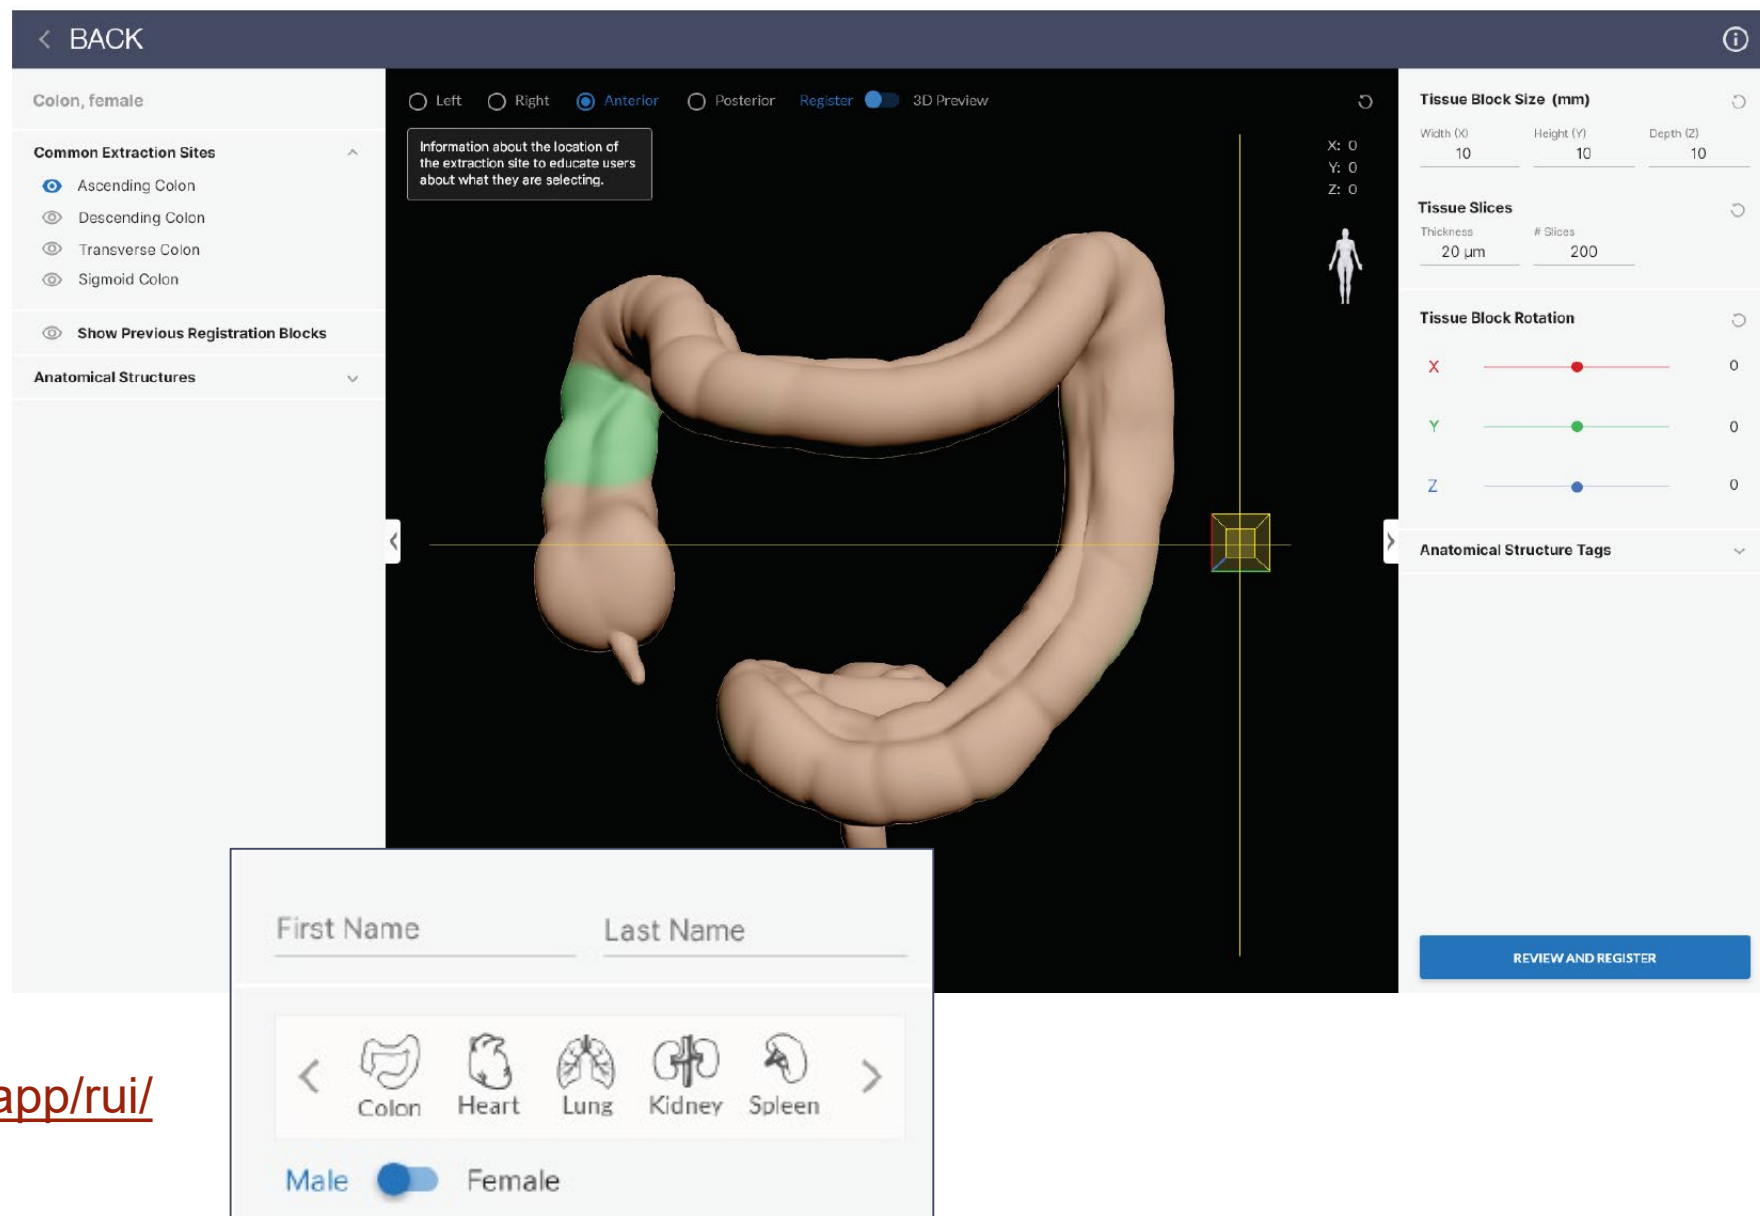 BACK
Colon, female
Common Extraction Sites
Ascending Colon
Descending Colon
Transverse Colon
Sigmoid Colon
Show Previous Registration Blocks
Anatomical Structures
Left Right Anterior Posterior Register 3D Preview
Information about the location of
the extraction site to educate users
about what they are selecting.
X: 0
Y: 0
Z: 0
Tissue Block Size (mm)
Width (X) Height (Y) Depth (Z)
10 10 10
Tissue Slices
Thickness # Slices
20 µm 200
Tissue Block Rotation
X 0
Y 0
Z 0
Anatomical Structure Tags
REVIEW AND REGISTER
First Name Last Name
Colon Heart Lung Kidney Spleen
Male Female
app/rui/